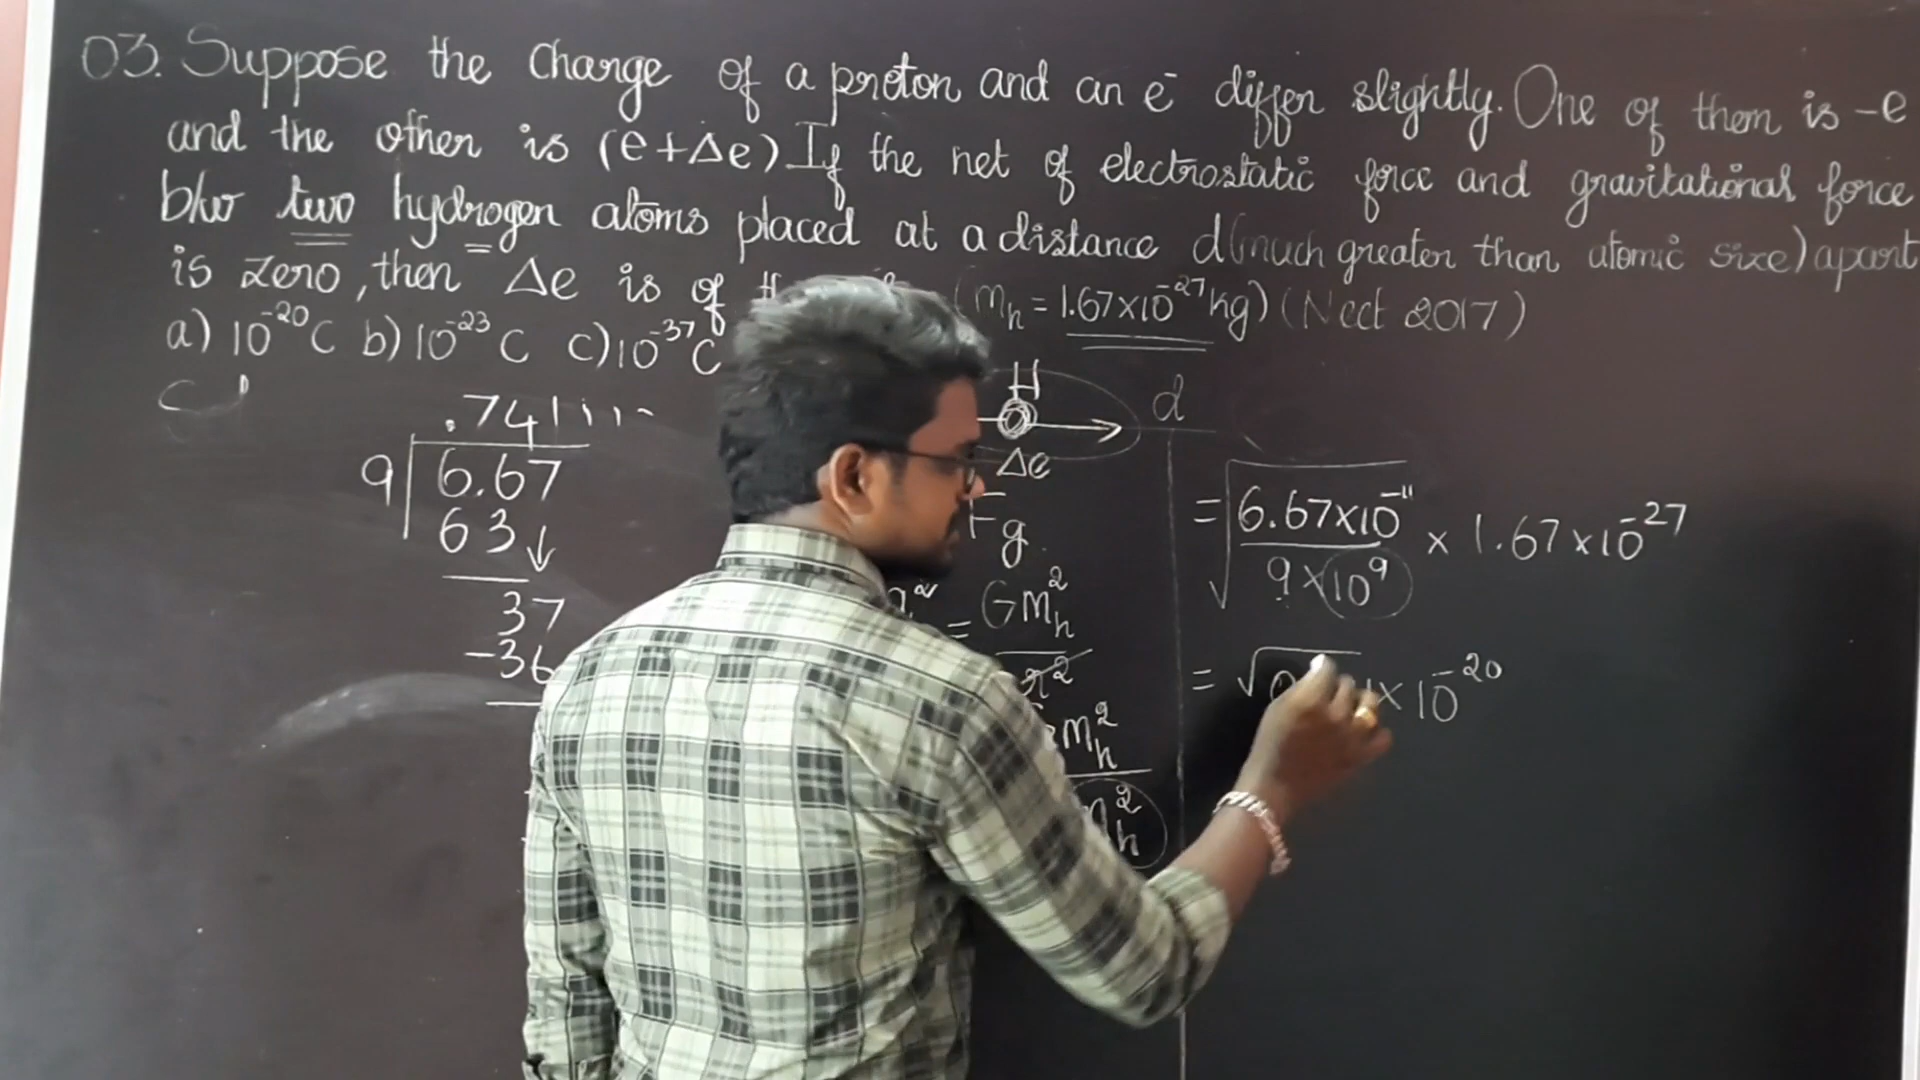 03. Suppose the charge of a proton and an e⁻ differ slightly. One of them is -e
and the other is (e+Δe) If the net of electrostatic force and gravitational force
b/w two hydrogen atoms placed at a distance d (much greater than atomic size) apart
is zero, then Δe is of (mₕ = 1.67×10⁻²⁷kg) (Neet 2017)
a) 10⁻²⁰C b) 10⁻²³C c) 10⁻³⁷C
.74111
9 6.67
63↓
37
-36
H
d
Δe
Fg
= Gmₕ²
r²
mₕ²
= √ 6.67×10⁻¹¹ / 9×10⁹ × 1.67×10⁻²⁷
= √ × 10⁻²⁰